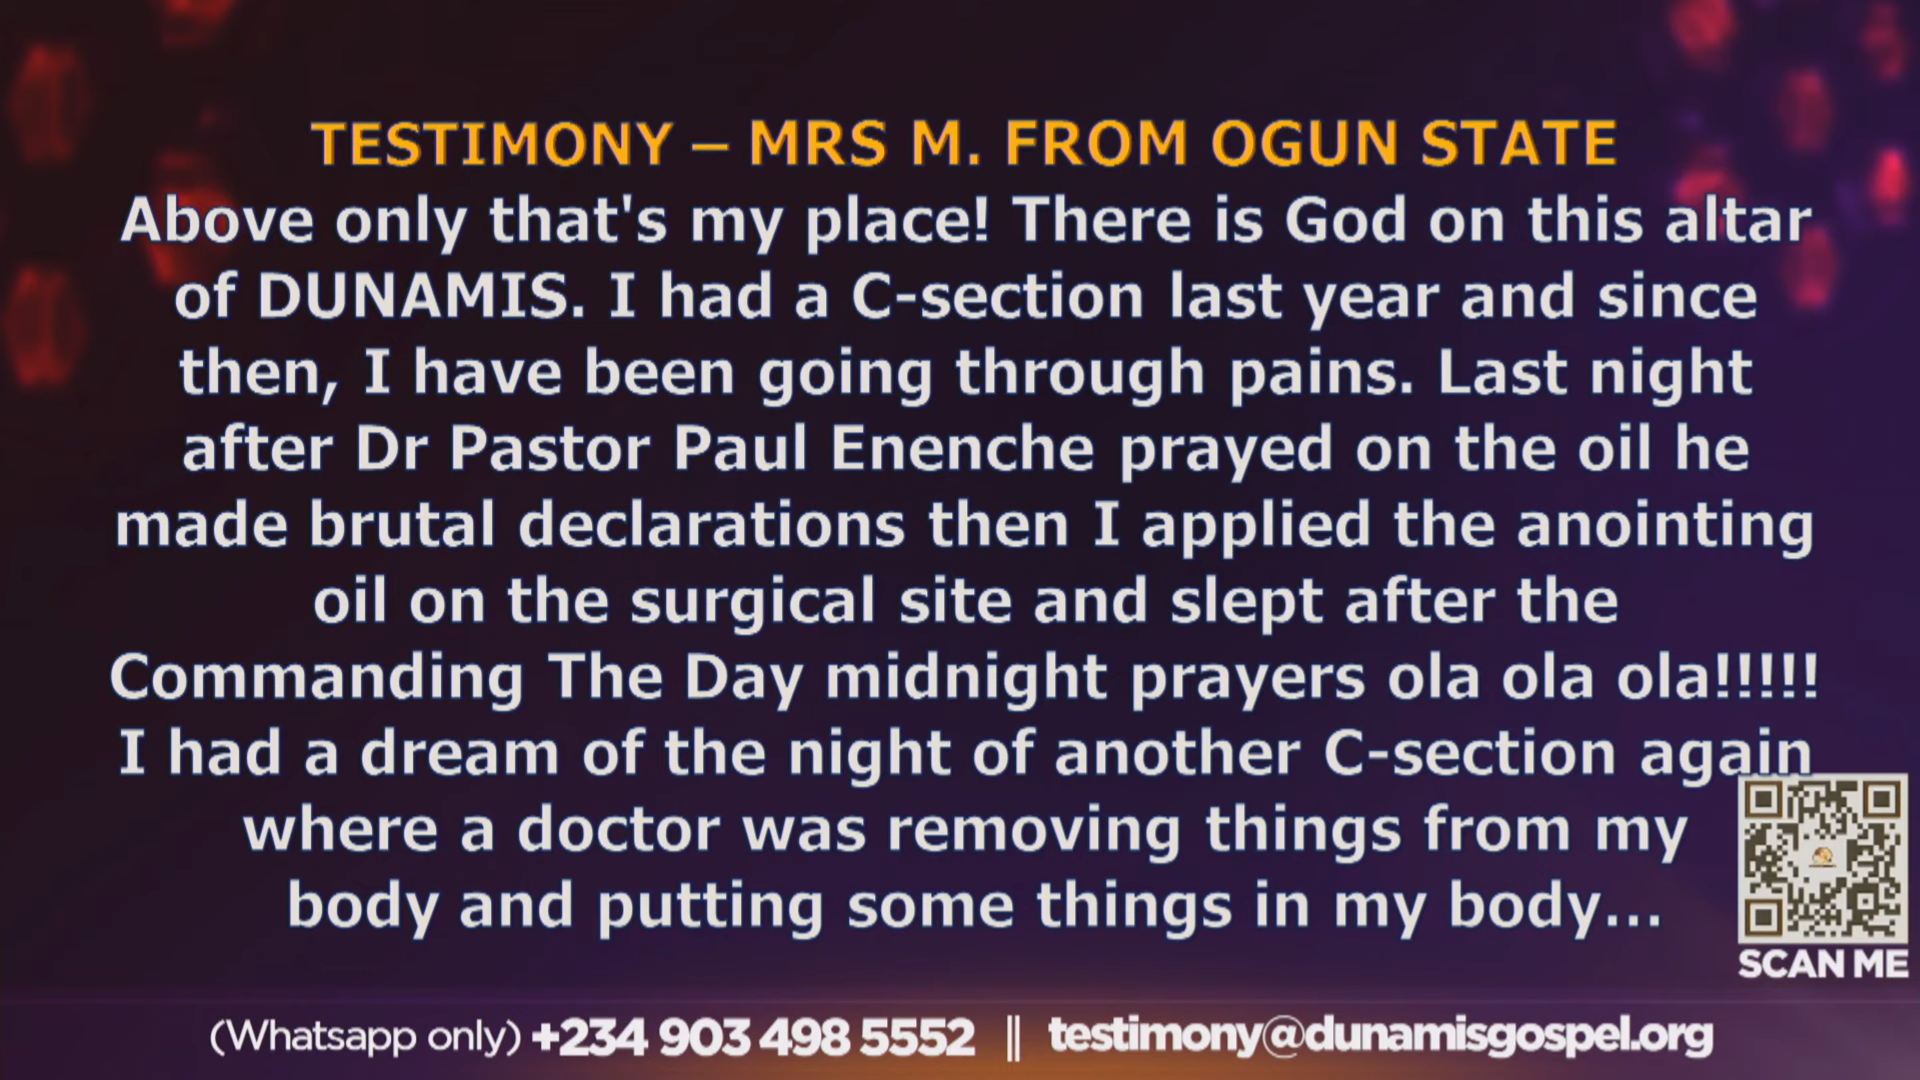 TESTIMONY – MRS M. FROM OGUN STATE
Above only that's my place! There is God on this altar
of DUNAMIS. I had a C-section last year and since
then, I have been going through pains. Last night
after Dr Pastor Paul Enenche prayed on the oil he
made brutal declarations then I applied the anointing
oil on the surgical site and slept after the
Commanding The Day midnight prayers ola ola ola!!!!!
I had a dream of the night of another C-section again
where a doctor was removing things from my
body and putting some things in my body...
SCAN ME
(Whatsapp only) +234 903 498 5552 || testimony@dunamisgospel.org